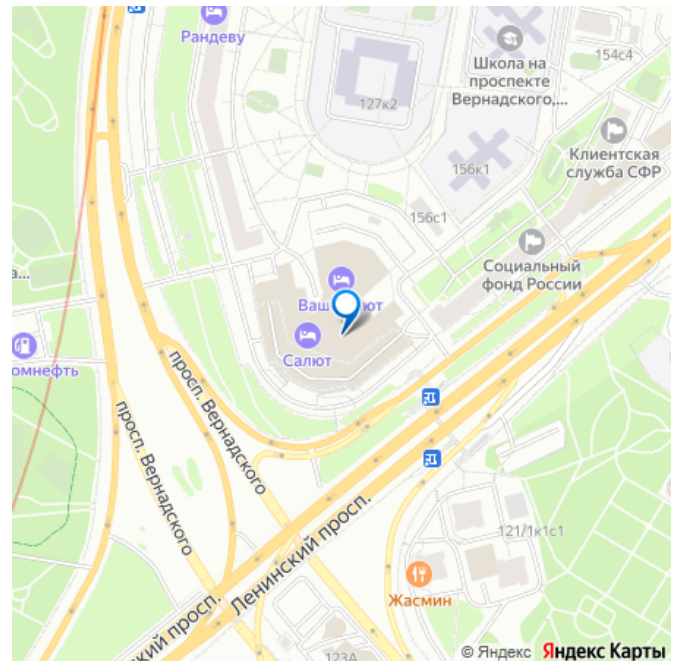 Рандеву
Школа на
проспекте
Вернадского,...
154с4
127к2
Клиентская
служба СФР
156к1
156с1
Социальный
фонд России
а...
Ваш
ют
Салют
омнефть
просп. Вернадского
просп. Вернадского
Ленинский просп.
ский просп.
121/1к1с1
Жасмин
123А
© Яндекс Яндекс Карты